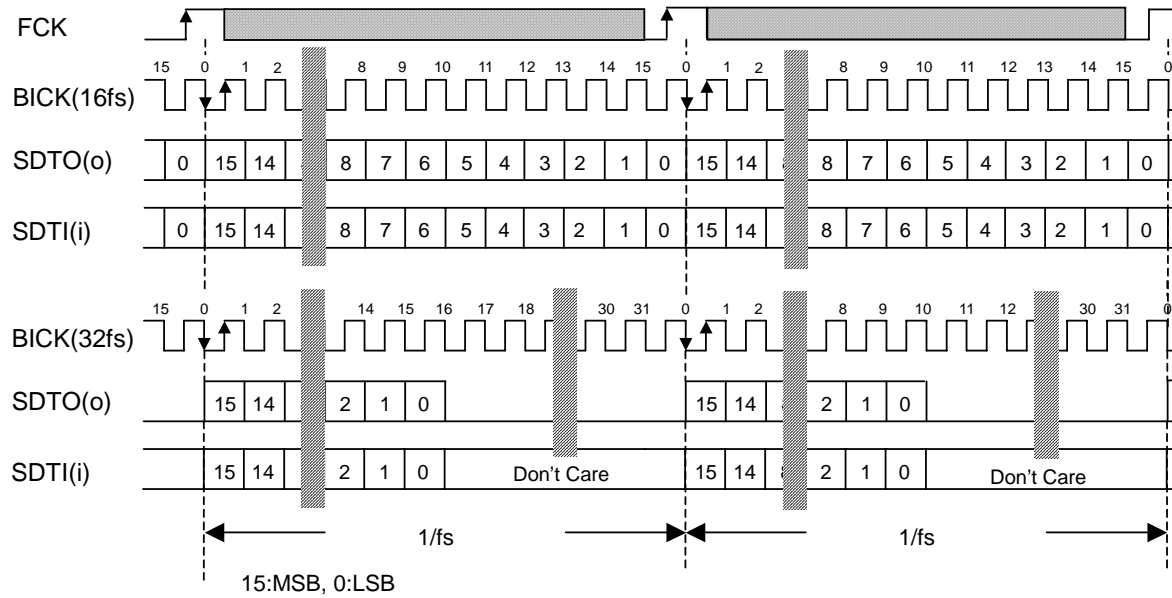 FCK
15 0 1 2 8 9 10 11 12 13 14 15 0 1 2 8 9 10 11 12 13 14 15 0
BICK(16fs)
SDTO(o) 0 15 14 8 7 6 5 4 3 2 1 0 15 14 8 7 6 5 4 3 2 1 0
SDTI(i) 0 15 14 8 7 6 5 4 3 2 1 0 15 14 8 7 6 5 4 3 2 1 0
15 0 1 2 14 15 16 17 18 30 31 0 1 2 8 9 10 11 12 30 31 0
BICK(32fs)
SDTO(o) 15 14 2 1 0 15 14 2 1 0
SDTI(i) 15 14 2 1 0 Don't Care 15 14 2 1 0 Don't Care
1/fs 1/fs
15:MSB, 0:LSB